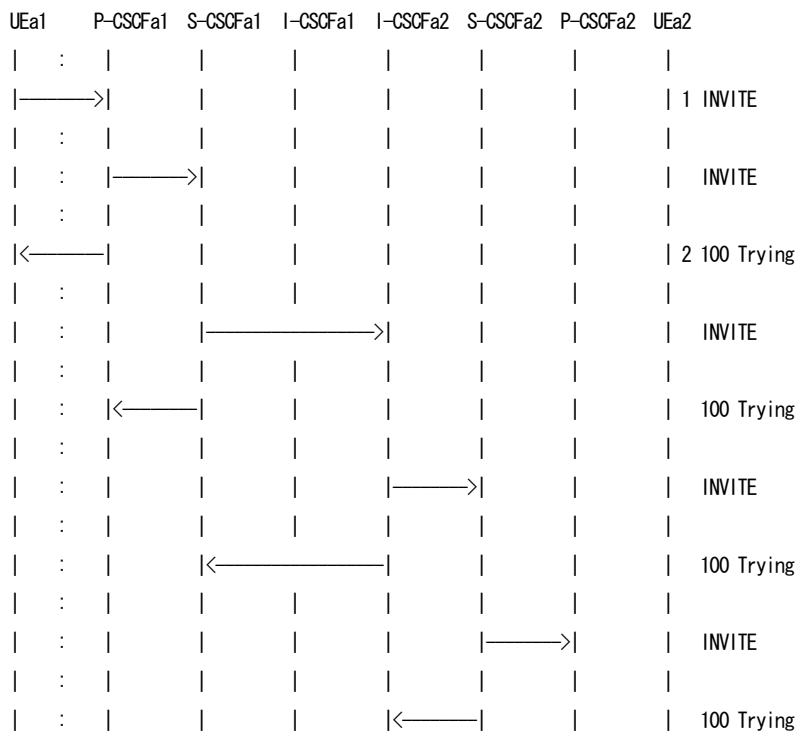 UEa1 P-CSCFa1 S-CSCFa1 I-CSCFa1 I-CSCFa2 S-CSCFa2 P-CSCFa2 UEa2
| : | | | | | | |
|------->| | | | | | | 1 INVITE
| : | | | | | | |
| : |------->| | | | | | INVITE
| : | | | | | | |
|<-------| | | | | | | 2 100 Trying
| : | | | | | | |
| : | |--------------->| | | | INVITE
| : | | | | | | |
| : |<-------| | | | | | 100 Trying
| : | | | | | | |
| : | | | |------->| | | INVITE
| : | | | | | | |
| : | |<---------------| | | | 100 Trying
| : | | | | | | |
| : | | | | |------->| | INVITE
| : | | | | | | |
| : | | | |<-------| | | 100 Trying